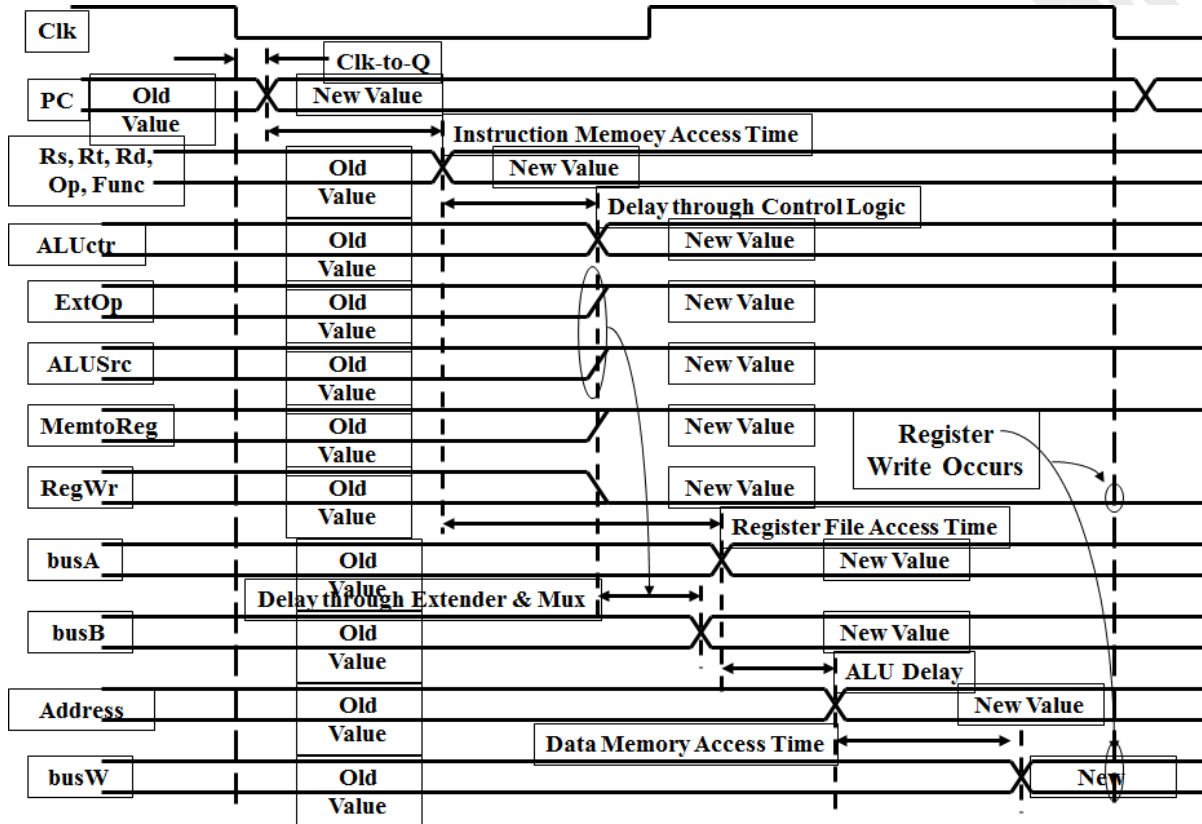 Clk
Clk-to-Q
PC
Old
Value
New Value
Instruction Memoey Access Time
Rs, Rt, Rd,
Op, Func
Old
Value
New Value
Delay through Control Logic
ALUctr
Old
Value
New Value
ExtOp
Old
Value
New Value
ALUSrc
Old
Value
New Value
MemtoReg
Old
Value
New Value
Register
Write Occurs
RegWr
Old
Value
New Value
Register File Access Time
busA
Old
Value
New Value
Delay through Extender & Mux
busB
Old
Value
New Value
ALU Delay
Address
Old
Value
New Value
Data Memory Access Time
busW
Old
Value
New